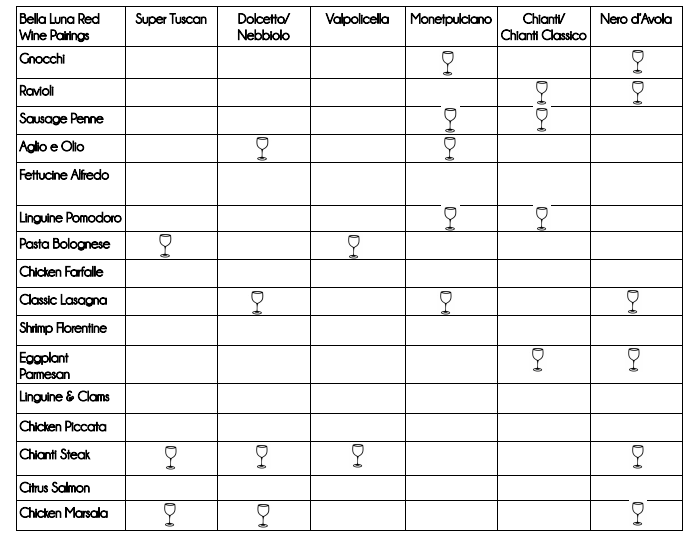 Bella Luna Red Super Tuscan Dolcetto/ Valpolicella Monetpulciano Chianti/ Nero d'Avola
Wine Pairings Nebbiolo Chianti Classico
Gnocchi
Ravioli
Sausage Penne
Aglio e Olio
Fettucine Alfredo
Linguine Pomodoro
Pasta Bolognese
Chicken Farfalle
Classic Lasagna
Shrimp Florentine
Eggplant
Parmesan
Linguine & Clams
Chicken Piccata
Chianti Steak
Citrus Salmon
Chicken Marsala